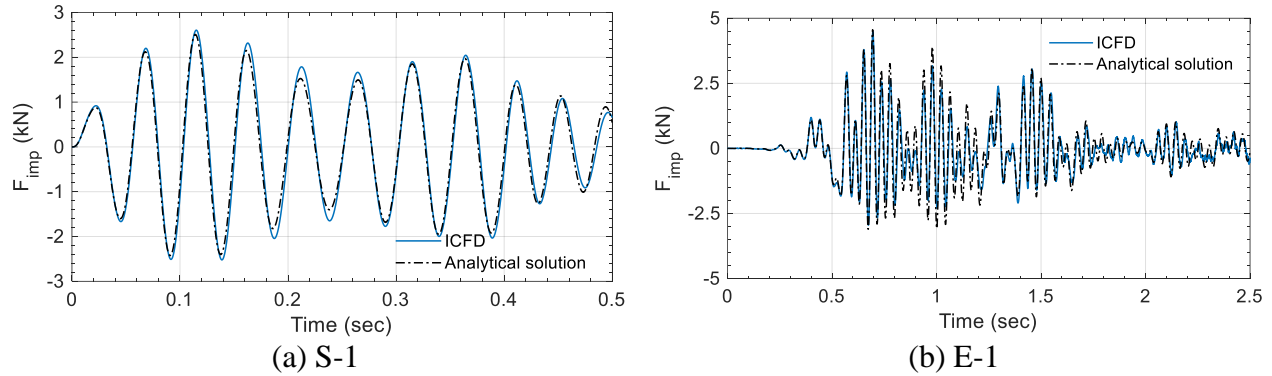 3
2
1
0
-1
-2
-3
F_imp (kN)
ICFD
Analytical solution
0 0.1 0.2 0.3 0.4 0.5
Time (sec)
(a) S-1
5
2.5
0
-2.5
-5
F_imp (kN)
ICFD
Analytical solution
0 0.5 1 1.5 2 2.5
Time (sec)
(b) E-1